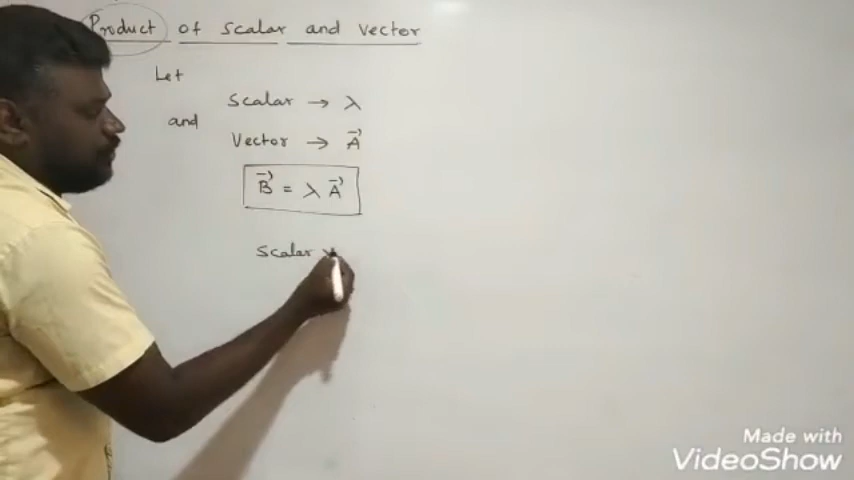 Product of scalar and vector
Let
Scalar → λ
and
Vector → A⃗
B⃗ = λ A⃗
Scalar
Made with
VideoShow